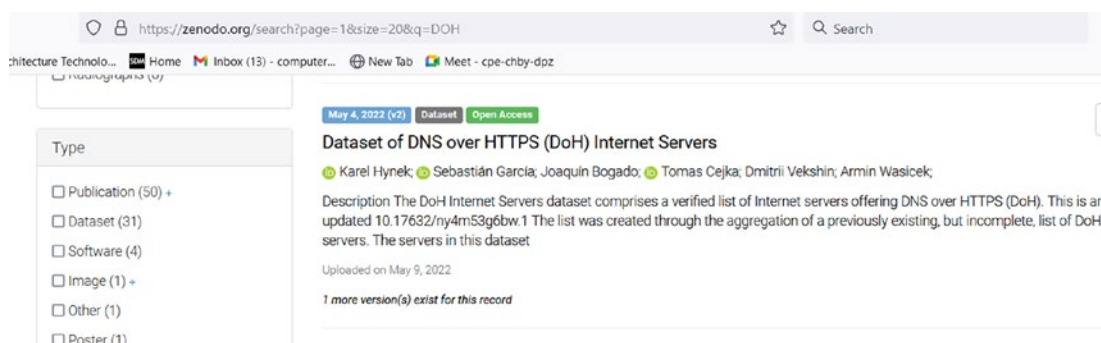 https://zenodo.org/search?page=1&size=20&q=DOH
Search
chitecture Technolo... Home Inbox (13) - computer... New Tab Meet - cpe-chby-dpz
Radiographs (6)
Type
Publication (50) +
Dataset (31)
Software (4)
Image (1) +
Other (1)
Poster (1)
May 4, 2022 (v2) Dataset Open Access
Dataset of DNS over HTTPS (DoH) Internet Servers
Karel Hynek; Sebastián García; Joaquín Bogado; Tomas Cejka; Dmitrii Vekshin; Armin Wasicek;
Description The DoH Internet Servers dataset comprises a verified list of Internet servers offering DNS over HTTPS (DoH). This is an
updated 10.17632/ny4m53g6bw.1 The list was created through the aggregation of a previously existing, but incomplete, list of DoH
servers. The servers in this dataset
Uploaded on May 9, 2022
1 more version(s) exist for this record